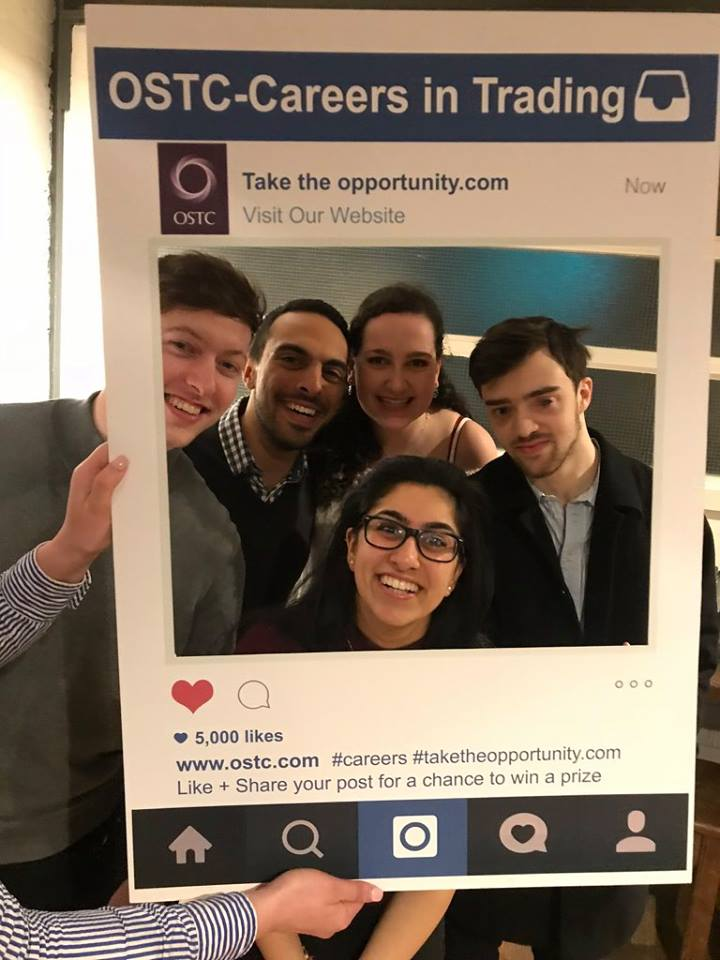 OSTC-Careers in Trading
OSTC
Take the opportunity.com
Now
Visit Our Website
5,000 likes
www.ostc.com #careers #taketheopportunity.com
Like + Share your post for a chance to win a prize